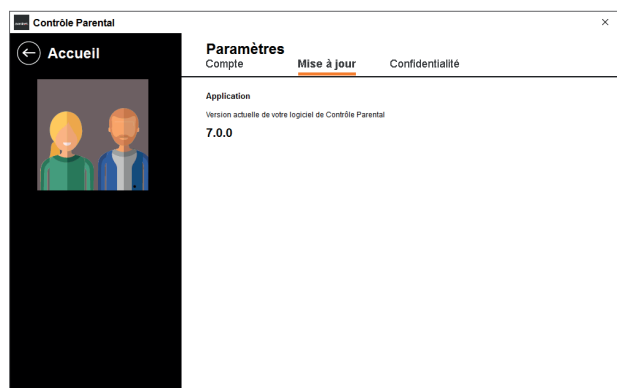 Contrôle Parental
Accueil
Paramètres
Compte Mise à jour Confidentialité
Application
Version actuelle de votre logiciel de Contrôle Parental
7.0.0